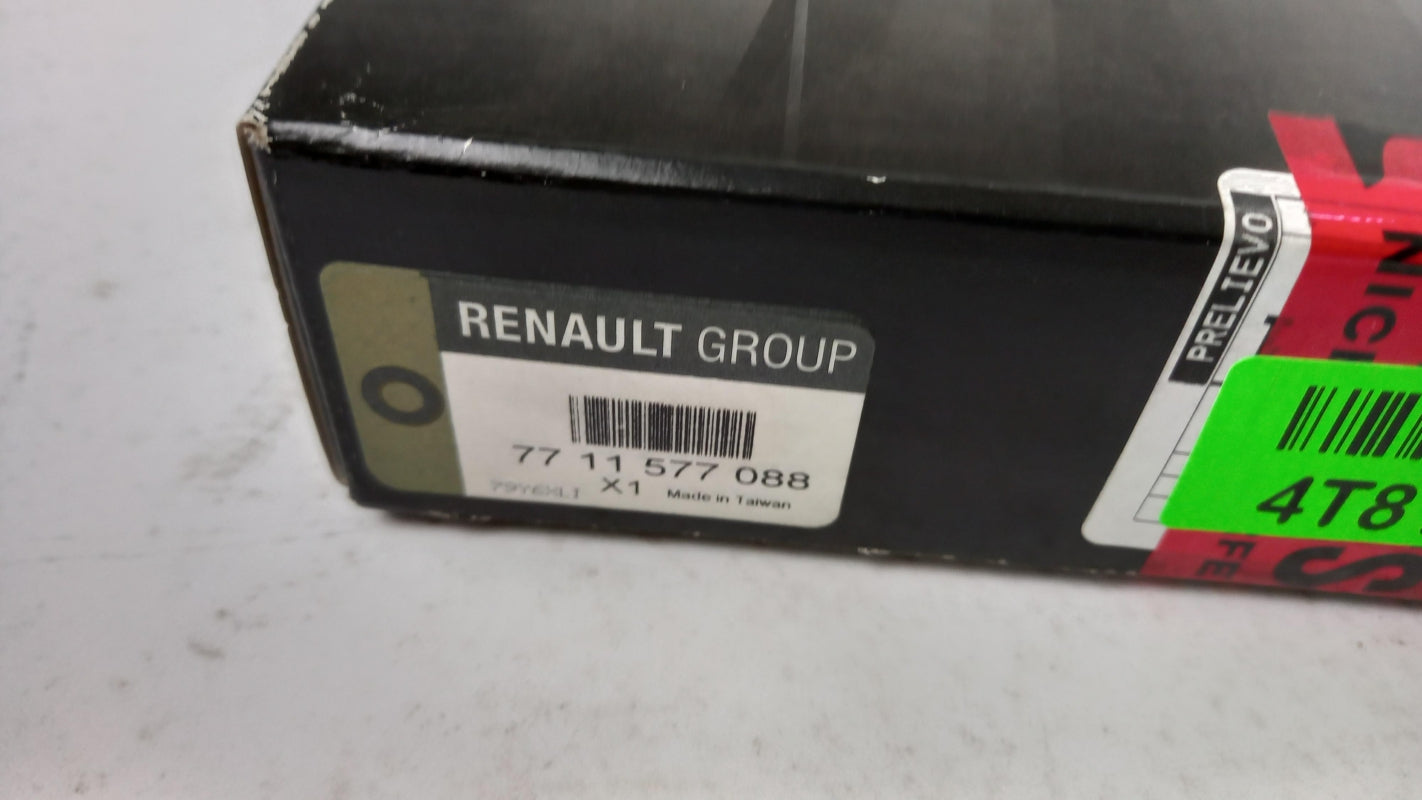 RENAULT GROUP
77 11 577 088
X1 Made in Taiwan
PRELIEVO
4T8